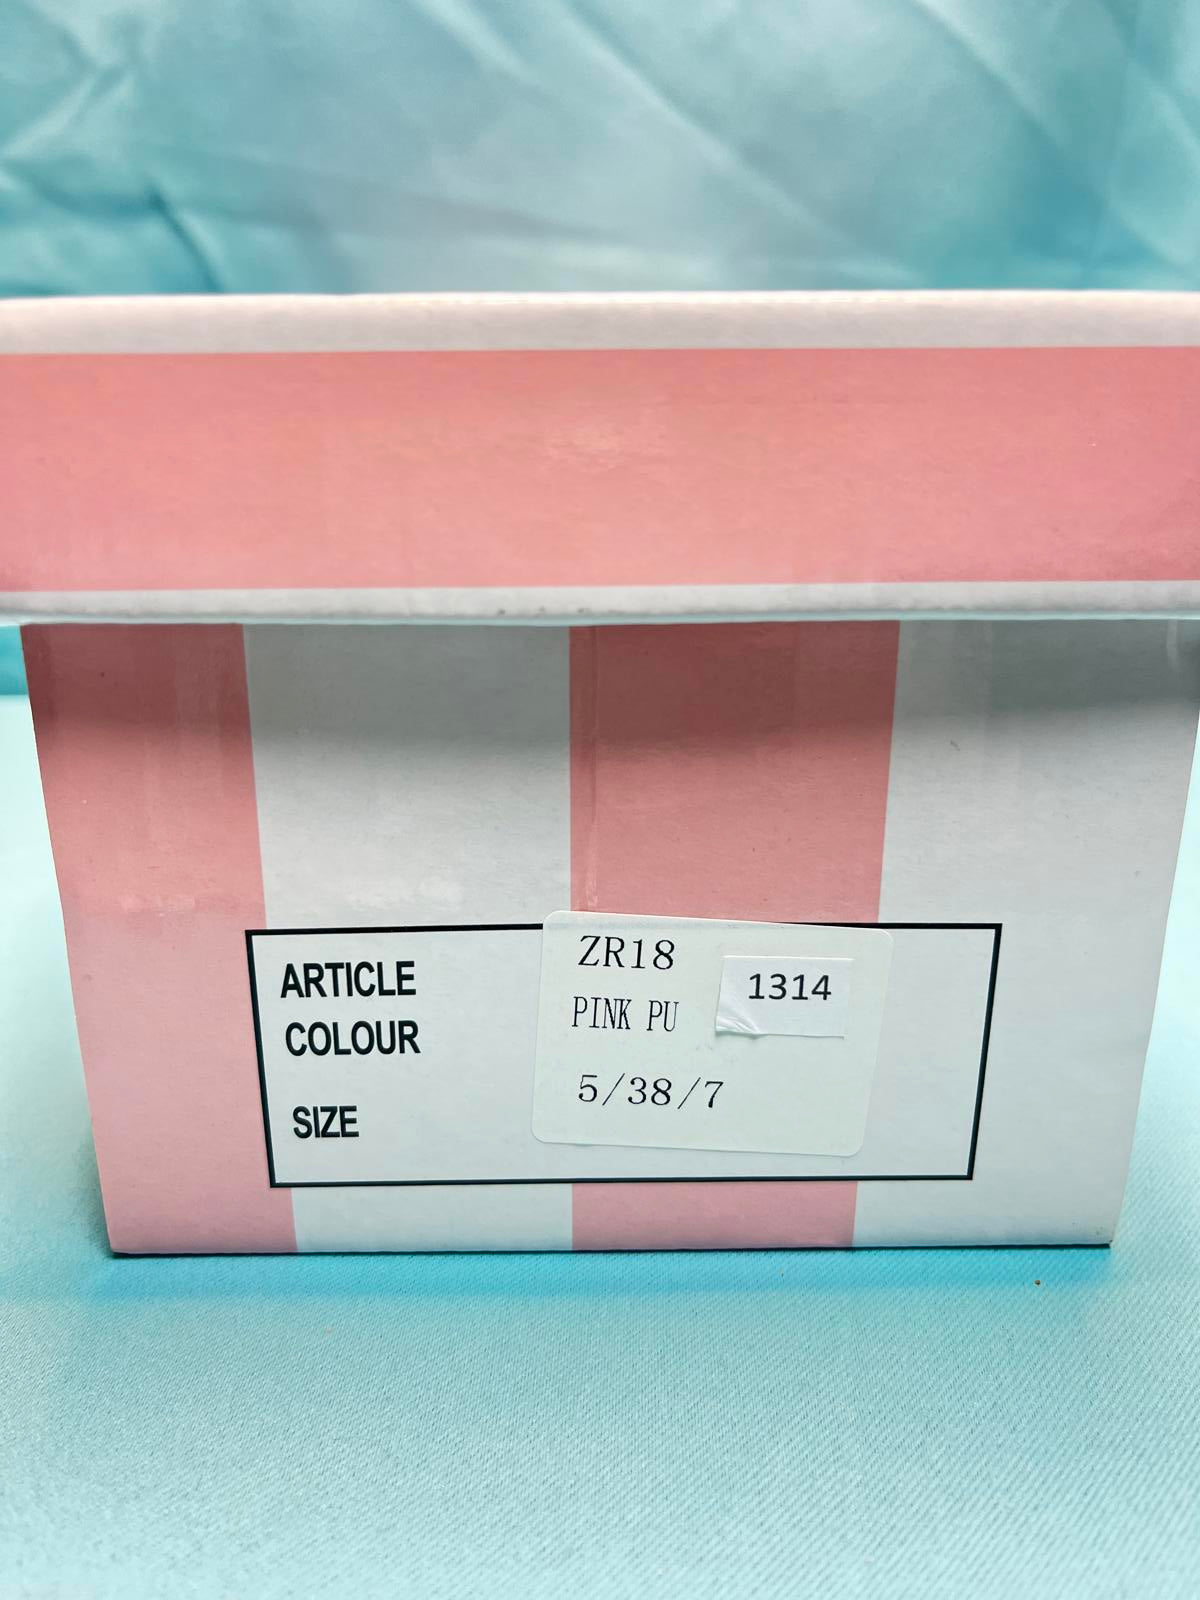 ARTICLE ZR18
COLOUR PINK PU
1314
SIZE 5/38/7